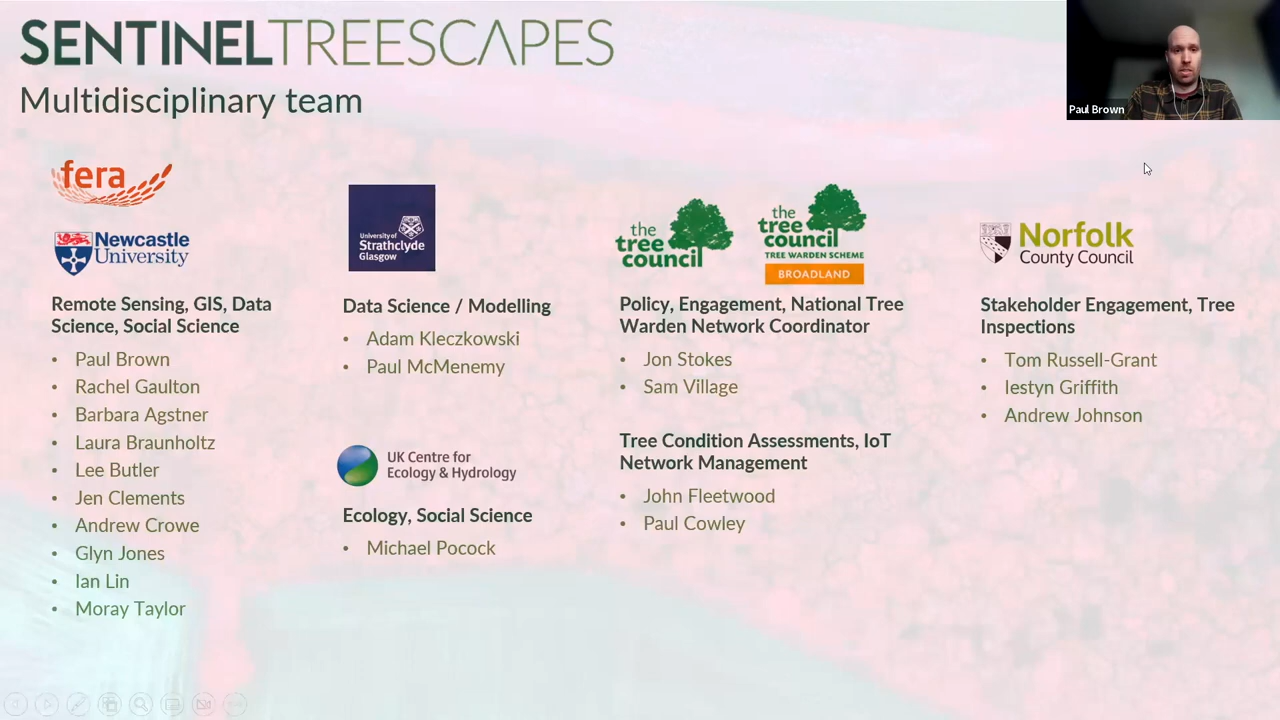 SENTINELTREESCAPES
Multidisciplinary team
Paul Brown
fera
Newcastle
University
Remote Sensing, GIS, Data
Science, Social Science
• Paul Brown
• Rachel Gaulton
• Barbara Agstner
• Laura Braunholtz
• Lee Butler
• Jen Clements
• Andrew Crowe
• Glyn Jones
• Ian Lin
• Moray Taylor
University of
Strathclyde
Glasgow
Data Science / Modelling
• Adam Kleczkowski
• Paul McMenemy
UK Centre for
Ecology & Hydrology
Ecology, Social Science
• Michael Pocock
the
tree
council
the
tree
council
TREE WARDEN SCHEME
BROADLAND
Policy, Engagement, National Tree
Warden Network Coordinator
• Jon Stokes
• Sam Village
Tree Condition Assessments, IoT
Network Management
• John Fleetwood
• Paul Cowley
Norfolk
County Council
Stakeholder Engagement, Tree
Inspections
• Tom Russell-Grant
• Iestyn Griffith
• Andrew Johnson